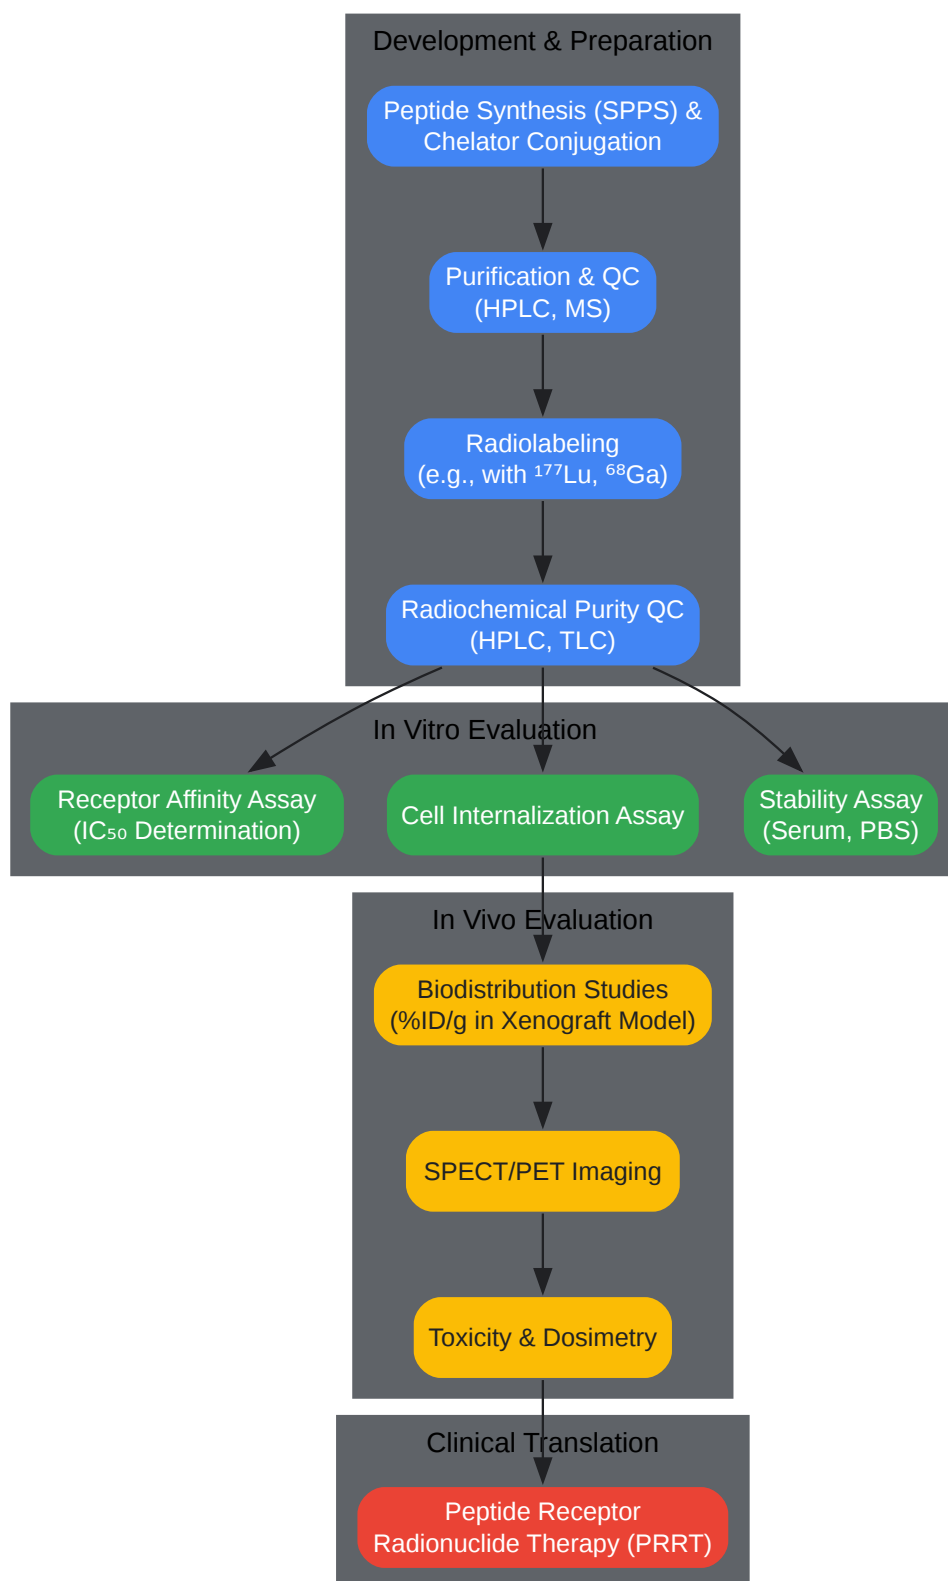 Development & Preparation
Peptide Synthesis (SPPS) &
Chelator Conjugation
Purification & QC
(HPLC, MS)
Radiolabeling
(e.g., with ¹⁷⁷Lu, ⁶⁸Ga)
Radiochemical Purity QC
(HPLC, TLC)
In Vitro Evaluation
Receptor Affinity Assay
(IC₅₀ Determination)
Cell Internalization Assay
Stability Assay
(Serum, PBS)
In Vivo Evaluation
Biodistribution Studies
(%ID/g in Xenograft Model)
SPECT/PET Imaging
Toxicity & Dosimetry
Clinical Translation
Peptide Receptor
Radionuclide Therapy (PRRT)